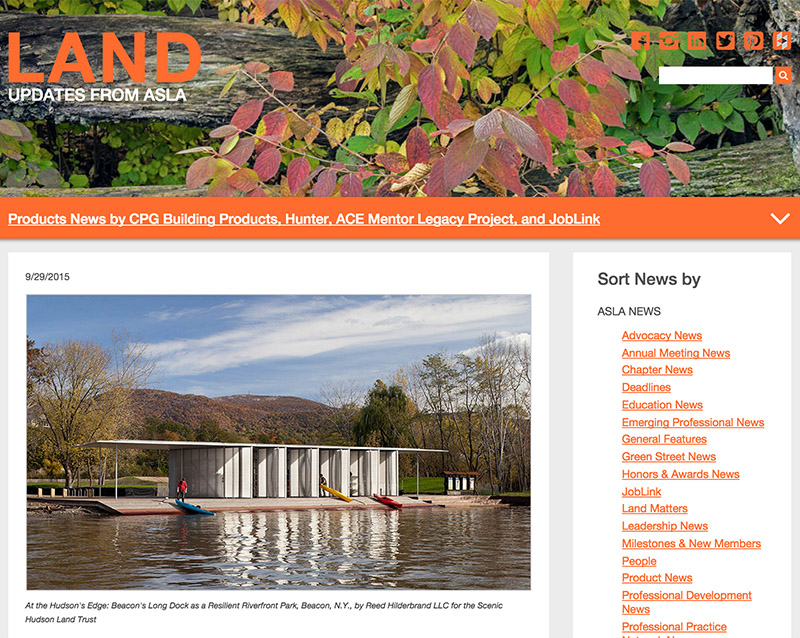 LAND
UPDATES FROM ASLA
Products News by CPG Building Products, Hunter, ACE Mentor Legacy Project, and JobLink
9/29/2015
At the Hudson's Edge: Beacon's Long Dock as a Resilient Riverfront Park, Beacon, N.Y., by Reed Hilderbrand LLC for the Scenic
Hudson Land Trust
Sort News by
ASLA NEWS
Advocacy News
Annual Meeting News
Chapter News
Deadlines
Education News
Emerging Professional News
General Features
Green Street News
Honors & Awards News
JobLink
Land Matters
Leadership News
Milestones & New Members
People
Product News
Professional Development
News
Professional Practice